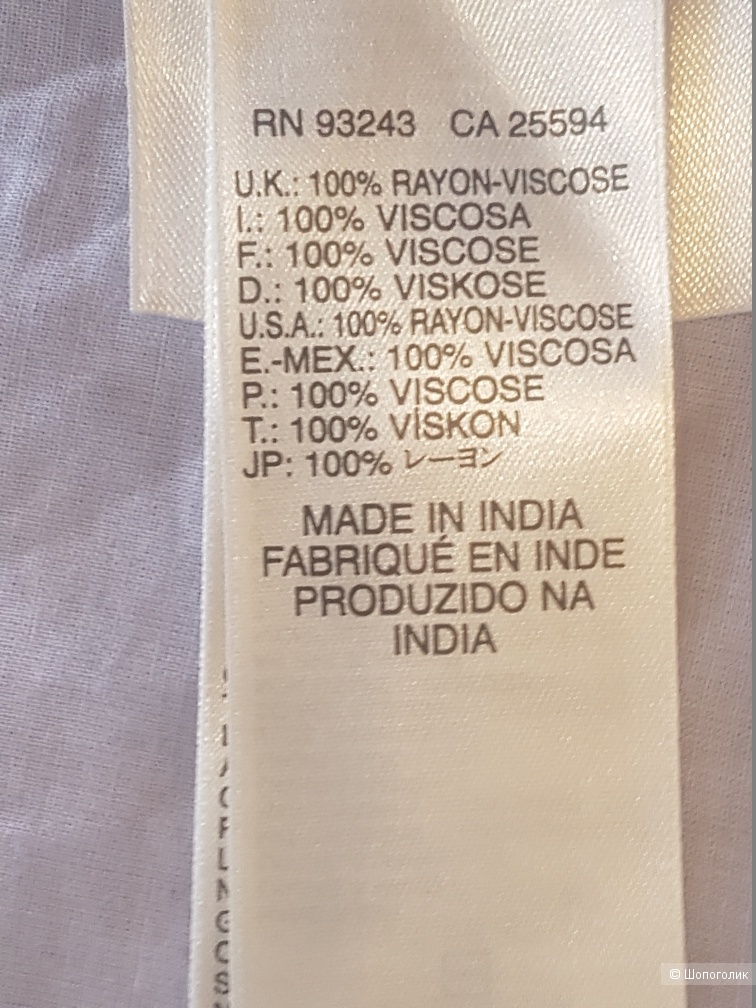 RN 93243 CA 25594
U.K.: 100% RAYON-VISCOSE
I.: 100% VISCOSA
F.: 100% VISCOSE
D.: 100% VISKOSE
U.S.A.: 100% RAYON-VISCOSE
E.-MEX.: 100% VISCOSA
P.: 100% VISCOSE
T.: 100% VİSKON
JP: 100% レーヨン
MADE IN INDIA
FABRIQUÉ EN INDE
PRODUZIDO NA
INDIA
© Шопоголик